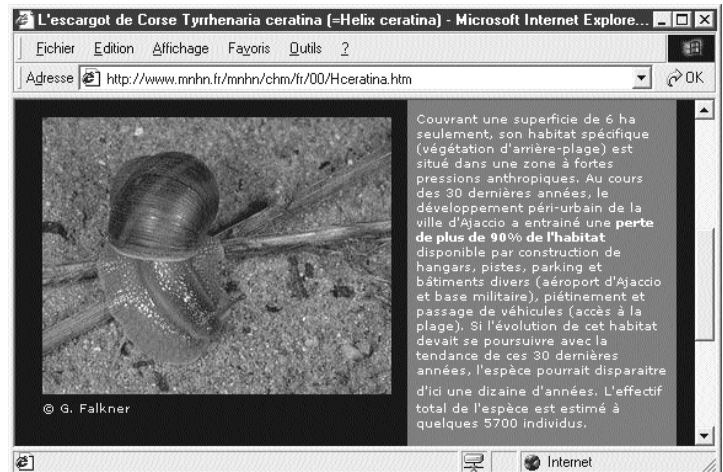 L'escargot de Corse Tyrrhenaria ceratina (=Helix ceratina) - Microsoft Internet Explore...
Fichier Edition Affichage Favoris Outils ?
Adresse http://www.mnhn.fr/mnhn/chm/fr/00/Hceratina.htm OK
Couvrant une superficie de 6 ha
seulement, son habitat spécifique
(végétation d'arrière-plage) est
situé dans une zone à fortes
pressions anthropiques. Au cours
des 30 dernières années, le
développement péri-urbain de la
ville d'Ajaccio a entrainé une perte
de plus de 90% de l'habitat
disponible par construction de
hangars, pistes, parking et
bâtiments divers (aéroport d'Ajaccio
et base militaire), piétinement et
passage de véhicules (accès à la
plage). Si l'évolution de cet habitat
devait se poursuivre avec la
tendance de ces 30 dernières
années, l'espèce pourrait disparaitre
d'ici une dizaine d'années. L'effectif
total de l'espèce est estimé à
quelques 5700 individus.
© G. Falkner
Internet